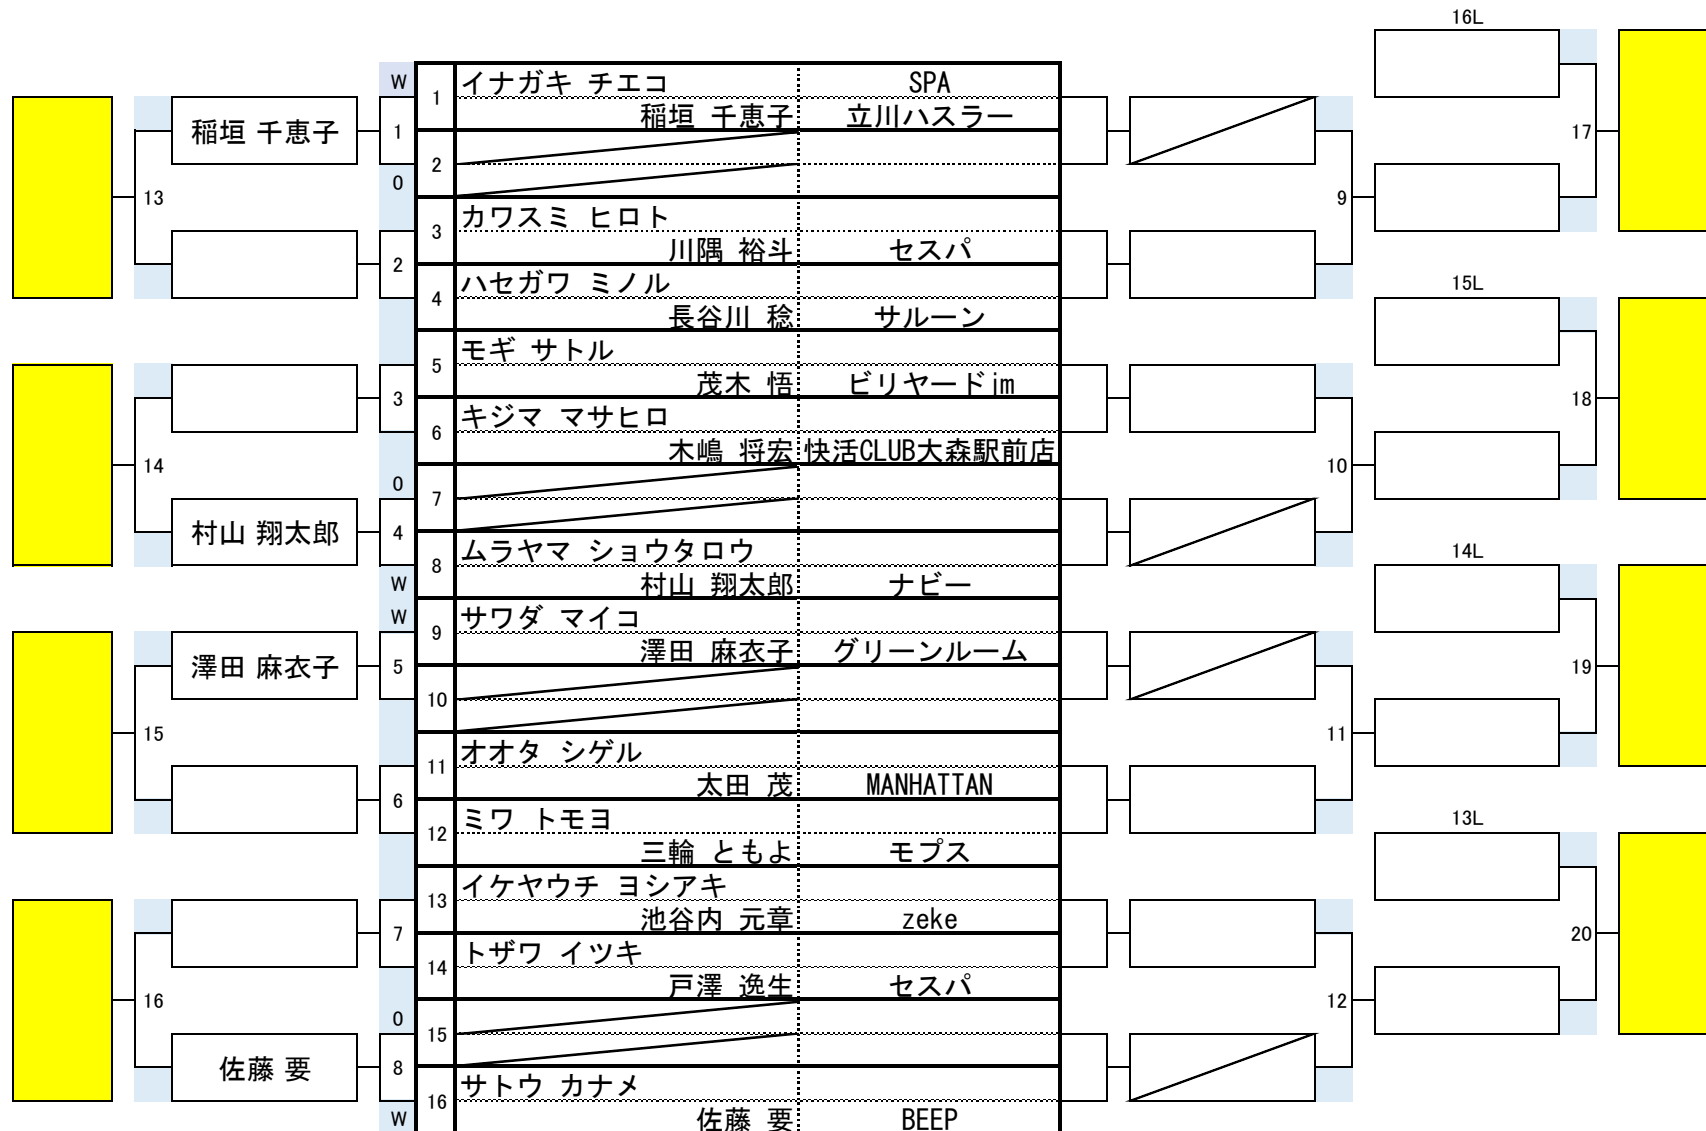 16L
W
1
イナガキ チエコ
SPA
稲垣 千恵子
立川ハスラー
稲垣 千恵子
1
17
2
0
13
9
カワスミ ヒロト
3
川隅 裕斗
セスパ
2
ハセガワ ミノル
15L
4
長谷川 稔
サルーン
モギ サトル
5
茂木 悟
ビリヤードjm
3
18
キジマ マサヒロ
6
木嶋 将宏
快活CLUB大森駅前店
14
10
0
7
村山 翔太郎
4
ムラヤマ ショウタロウ
14L
8
W
村山 翔太郎
ナビー
W
サワダ マイコ
9
澤田 麻衣子
グリーンルーム
澤田 麻衣子
5
19
10
15
11
オオタ シゲル
11
太田 茂
MANHATTAN
6
ミワ トモヨ
13L
12
三輪 ともよ
モプス
イケヤウチ ヨシアキ
13
池谷内 元章
zeke
7
20
トザワ イツキ
14
戸澤 逸生
セスパ
16
12
0
15
佐藤 要
8
サトウ カナメ
16
W
佐藤 要
BEEP